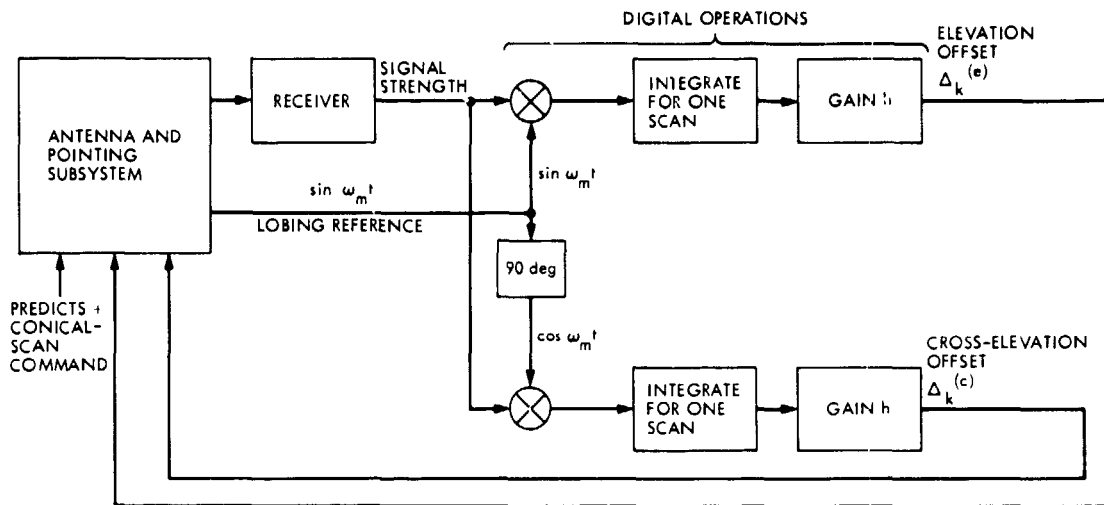 DIGITAL OPERATIONS
ELEVATION
OFFSET
Δk(e)
SIGNAL
STRENGTH
RECEIVER
INTEGRATE
FOR ONE
SCAN
GAIN h
ANTENNA AND
POINTING
SUBSYSTEM
sin ωmt
sin ωmt
LOBING REFERENCE
90 deg
PREDICTS +
CONICAL-
SCAN
COMMAND
cos ωmt
CROSS-ELEVATION
OFFSET
Δk(c)
INTEGRATE
FOR ONE
SCAN
GAIN h